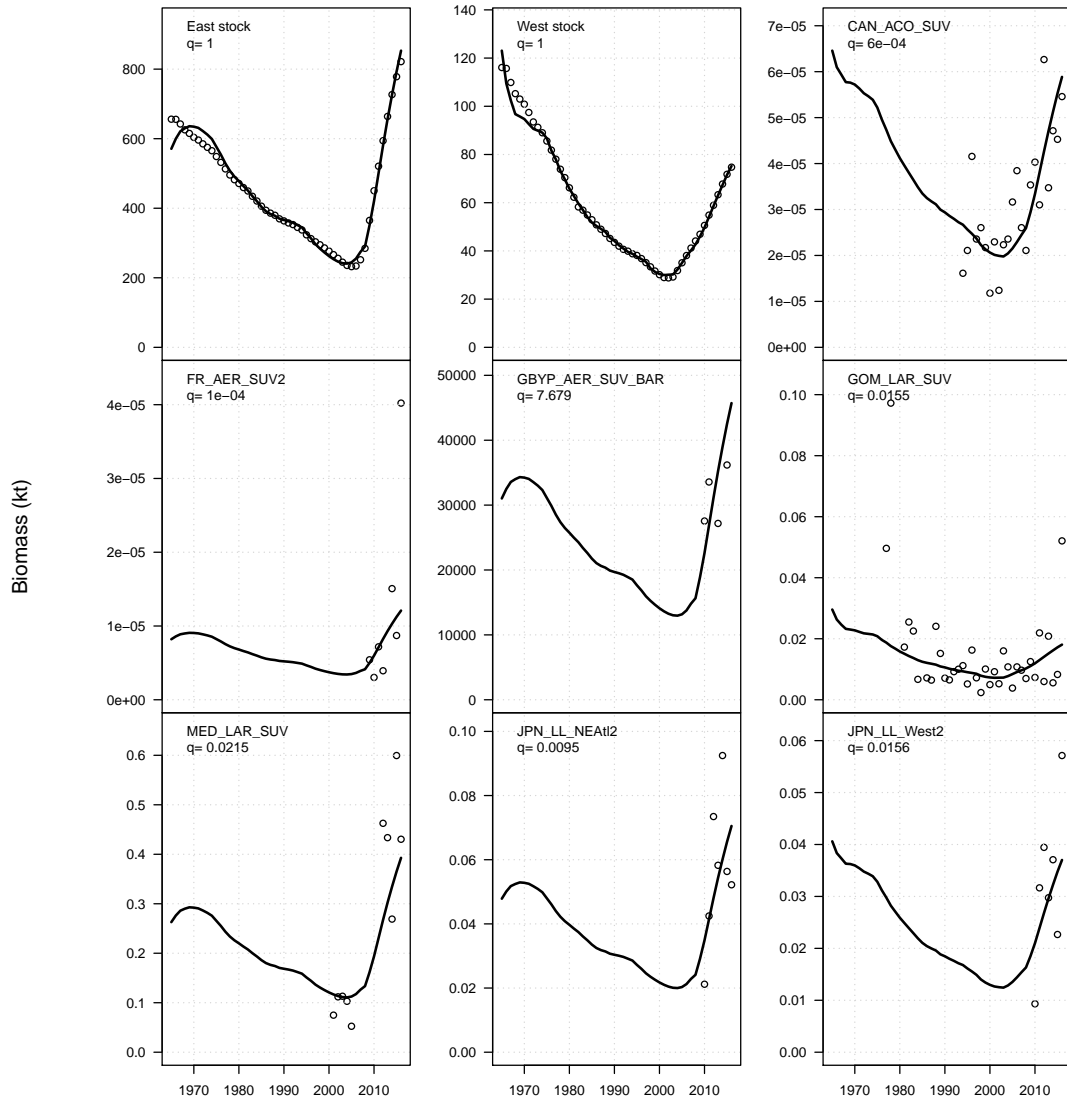 Biomass (kt)
East stock
q= 1
0
200
400
600
800
West stock
q= 1
0
20
40
60
80
100
120
140
CAN_ACO_SUV
q= 6e−04
0e+00
1e−05
2e−05
3e−05
4e−05
5e−05
6e−05
7e−05
FR_AER_SUV2
q= 1e−04
0e+00
1e−05
2e−05
3e−05
4e−05
GBYP_AER_SUV_BAR
q= 7.679
0
10000
20000
30000
40000
50000
GOM_LAR_SUV
q= 0.0155
0.00
0.02
0.04
0.06
0.08
0.10
MED_LAR_SUV
q= 0.0215
0.0
0.1
0.2
0.3
0.4
0.5
0.6
1970 1980 1990 2000 2010
JPN_LL_NEAtl2
q= 0.0095
0.00
0.02
0.04
0.06
0.08
0.10
1970 1980 1990 2000 2010
JPN_LL_West2
q= 0.0156
0.00
0.01
0.02
0.03
0.04
0.05
0.06
1970 1980 1990 2000 2010